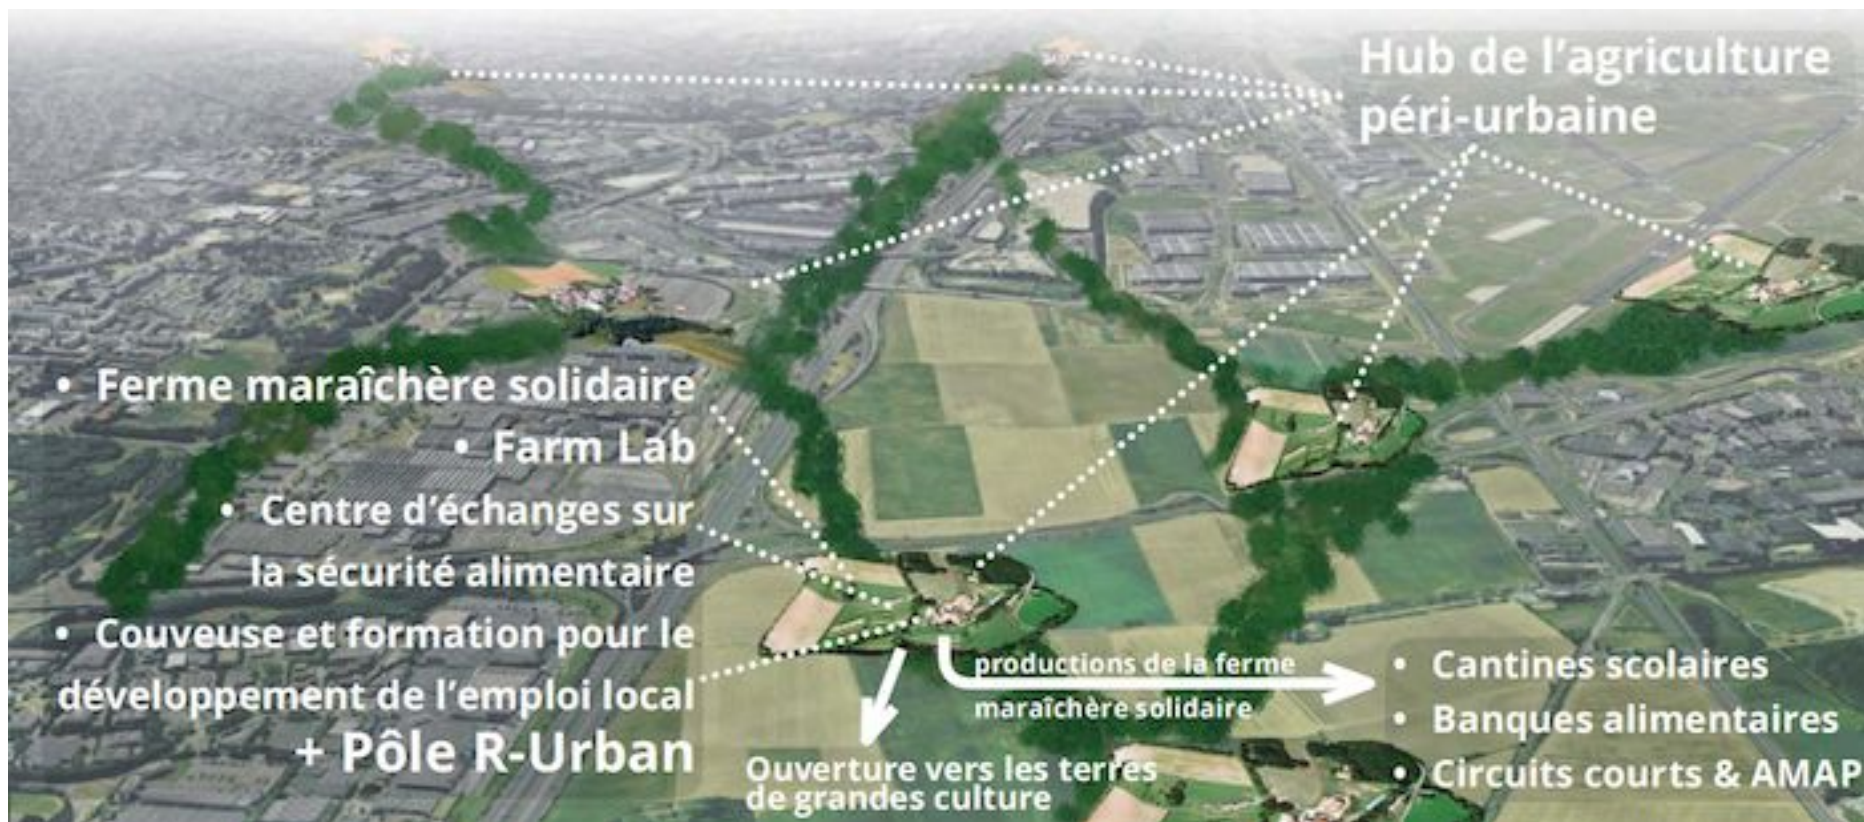 Hub de l'agriculture
péri-urbaine
• Ferme maraîchère solidaire
• Farm Lab
• Centre d'échanges sur
la sécurité alimentaire
• Couveuse et formation pour le
développement de l'emploi local
+ Pôle R-Urban
productions de la ferme
maraîchère solidaire
Ouverture vers les terres
de grandes culture
• Cantines scolaires
• Banques alimentaires
• Circuits courts & AMAP